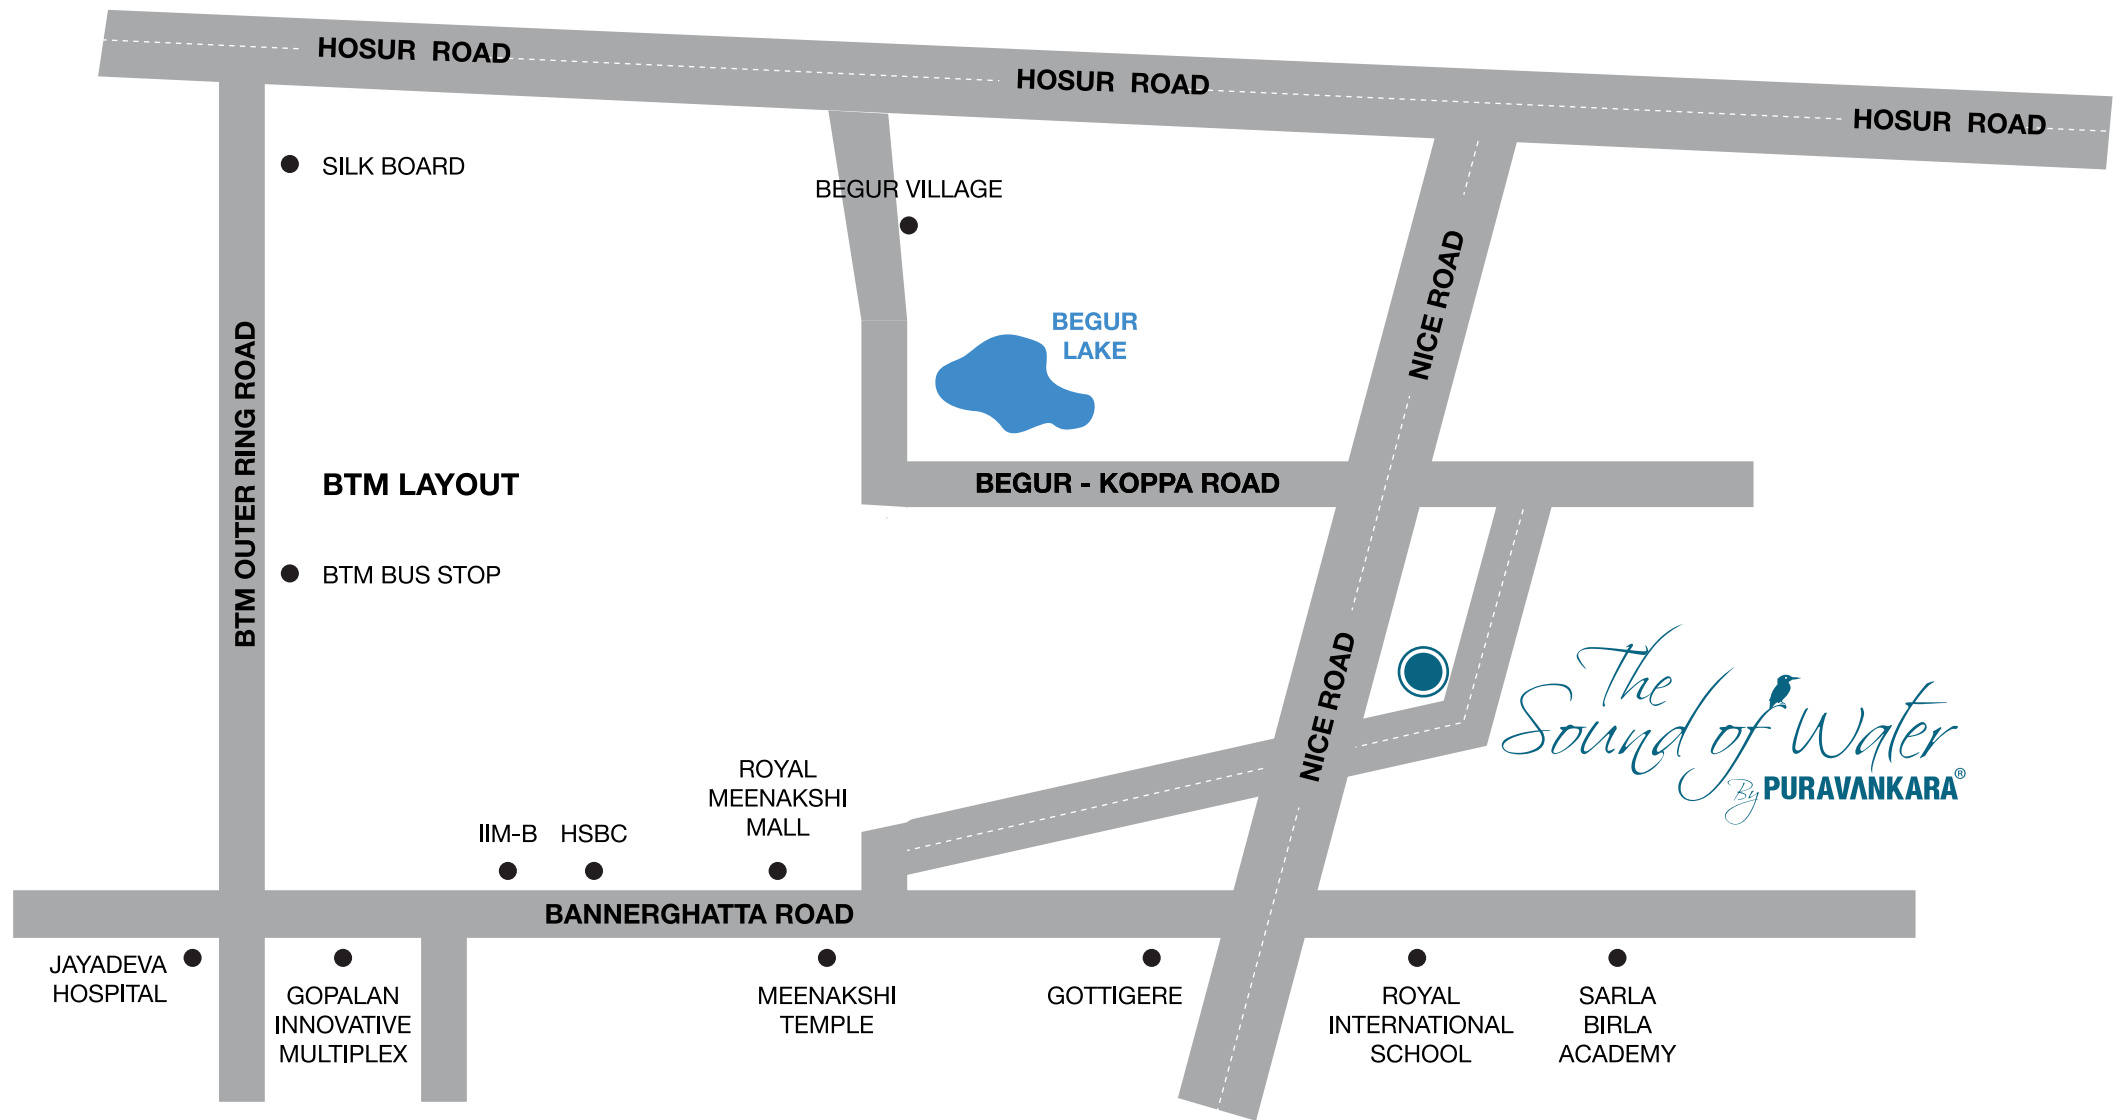 HOSUR ROAD
HOSUR ROAD
HOSUR ROAD
SILK BOARD
BEGUR VILLAGE
BEGUR
LAKE
NICE ROAD
BTM OUTER RING ROAD
BTM LAYOUT
BEGUR - KOPPA ROAD
BTM BUS STOP
NICE ROAD
The
Sound of Water
By PURAVANKARA®
ROYAL
MEENAKSHI
MALL
IIM-B
HSBC
BANNERGHATTA ROAD
JAYADEVA
HOSPITAL
GOPALAN
INNOVATIVE
MULTIPLEX
MEENAKSHI
TEMPLE
GOTTIGERE
ROYAL
INTERNATIONAL
SCHOOL
SARLA
BIRLA
ACADEMY